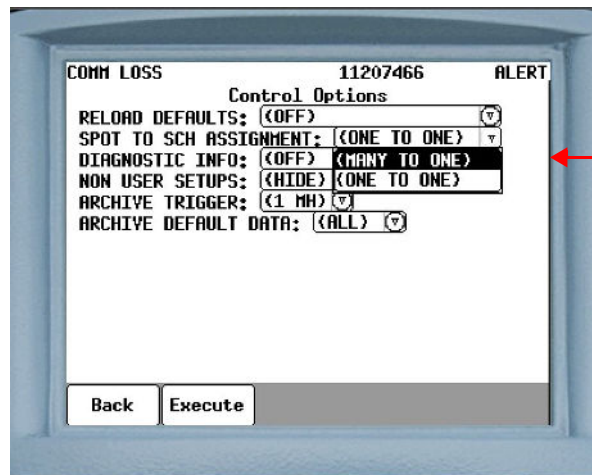 COMM LOSS 11207466 ALERT
Control Options
RELOAD DEFAULTS: (OFF)
SPOT TO SCH ASSIGNMENT: (ONE TO ONE)
DIAGNOSTIC INFO: (OFF) (MANY TO ONE)
NON USER SETUPS: (HIDE) (ONE TO ONE)
ARCHIVE TRIGGER: (1 MH)
ARCHIVE DEFAULT DATA: (ALL)
Back Execute